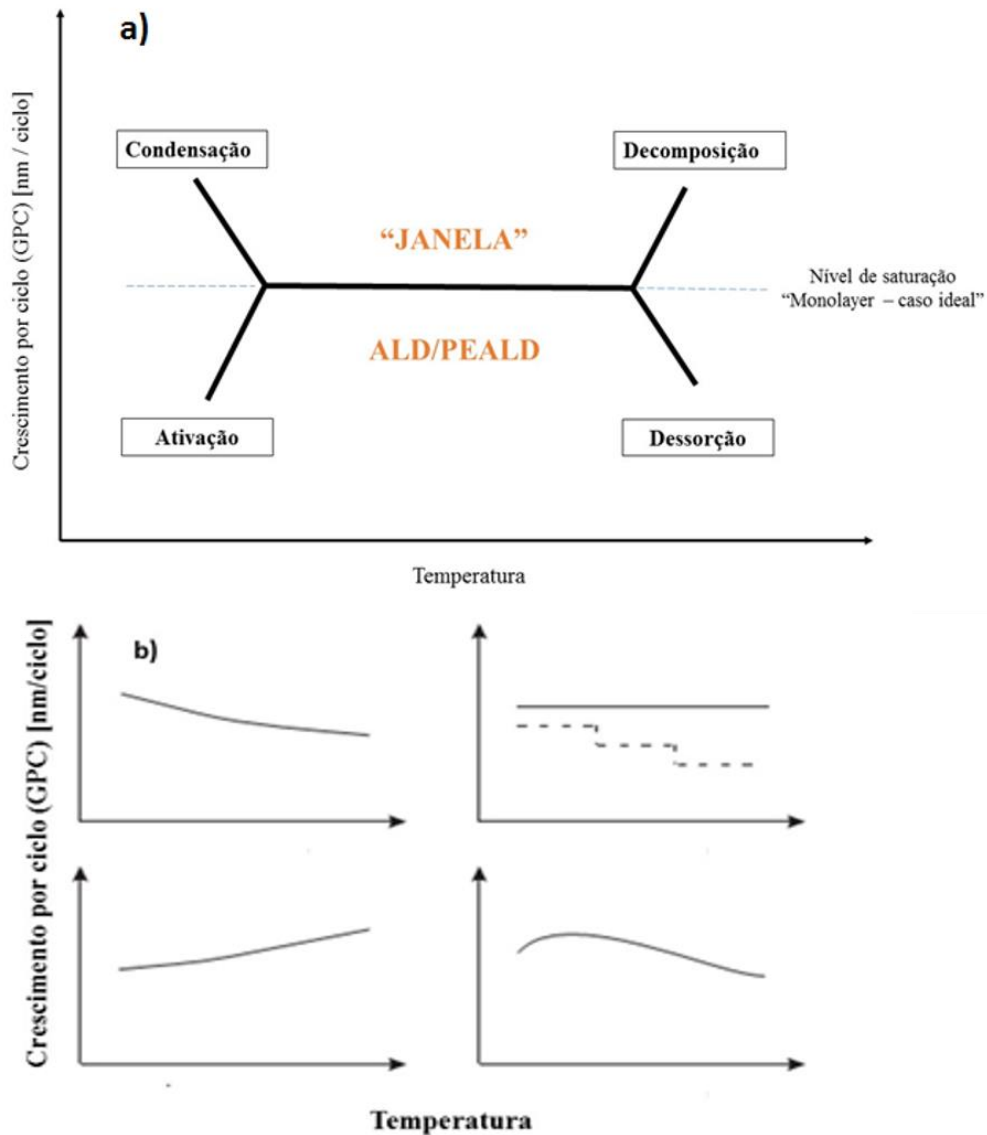 a)
Crescimento por ciclo (GPC) [nm / ciclo]
Condensação
Decomposição
“JANELA”
Nível de saturação
“Monolayer – caso ideal”
ALD/PEALD
Ativação
Dessorção
Temperatura
b)
Crescimento por ciclo (GPC) [nm/ciclo]
Temperatura